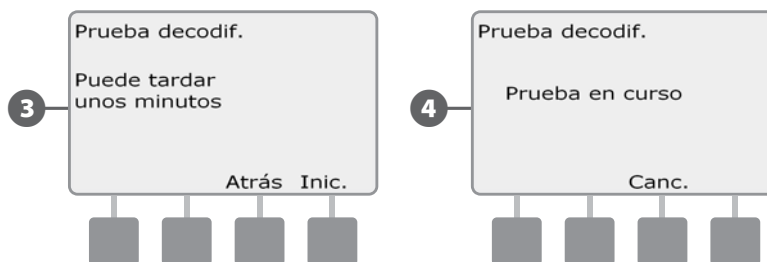 Prueba decodif.
Puede tardar
unos minutos
3
Atrás Inic.
Prueba decodif.
4
Prueba en curso
Canc.